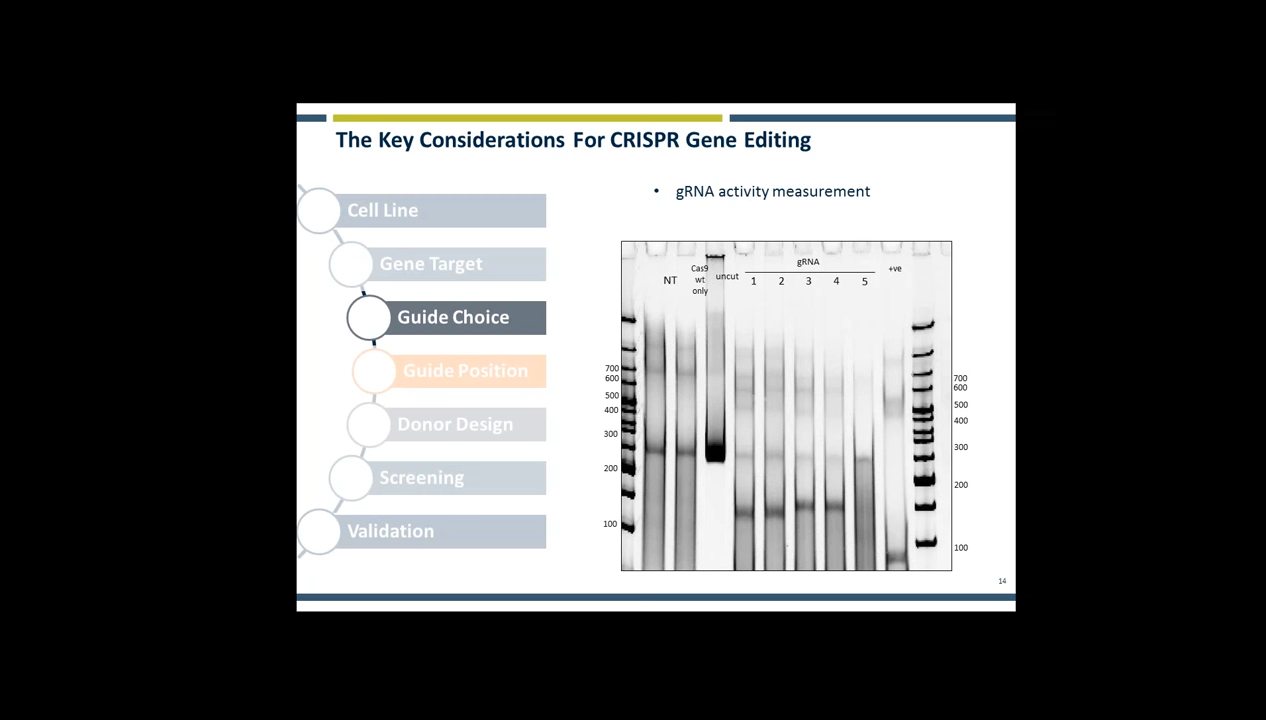 The Key Considerations For CRISPR Gene Editing
Cell Line
Gene Target
Guide Choice
Guide Position
Donor Design
Screening
Validation
• gRNA activity measurement
NT
Cas9
wt
only
uncut
gRNA
1 2 3 4 5
+ve
700
600
500
400
300
200
100
700
600
500
400
300
200
100
14